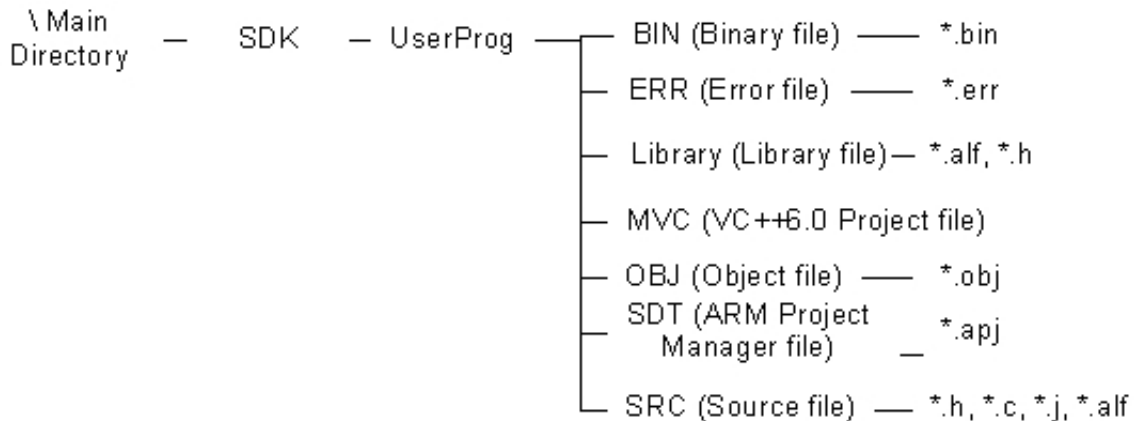 \ Main
Directory — SDK — UserProg
BIN (Binary file) — *.bin
ERR (Error file) — *.err
Library (Library file) — *.alf, *.h
MVC (VC++6.0 Project file)
OBJ (Object file) — *.obj
SDT (ARM Project
Manager file) — *.apj
SRC (Source file) — *.h, *.c, *.j, *.alf